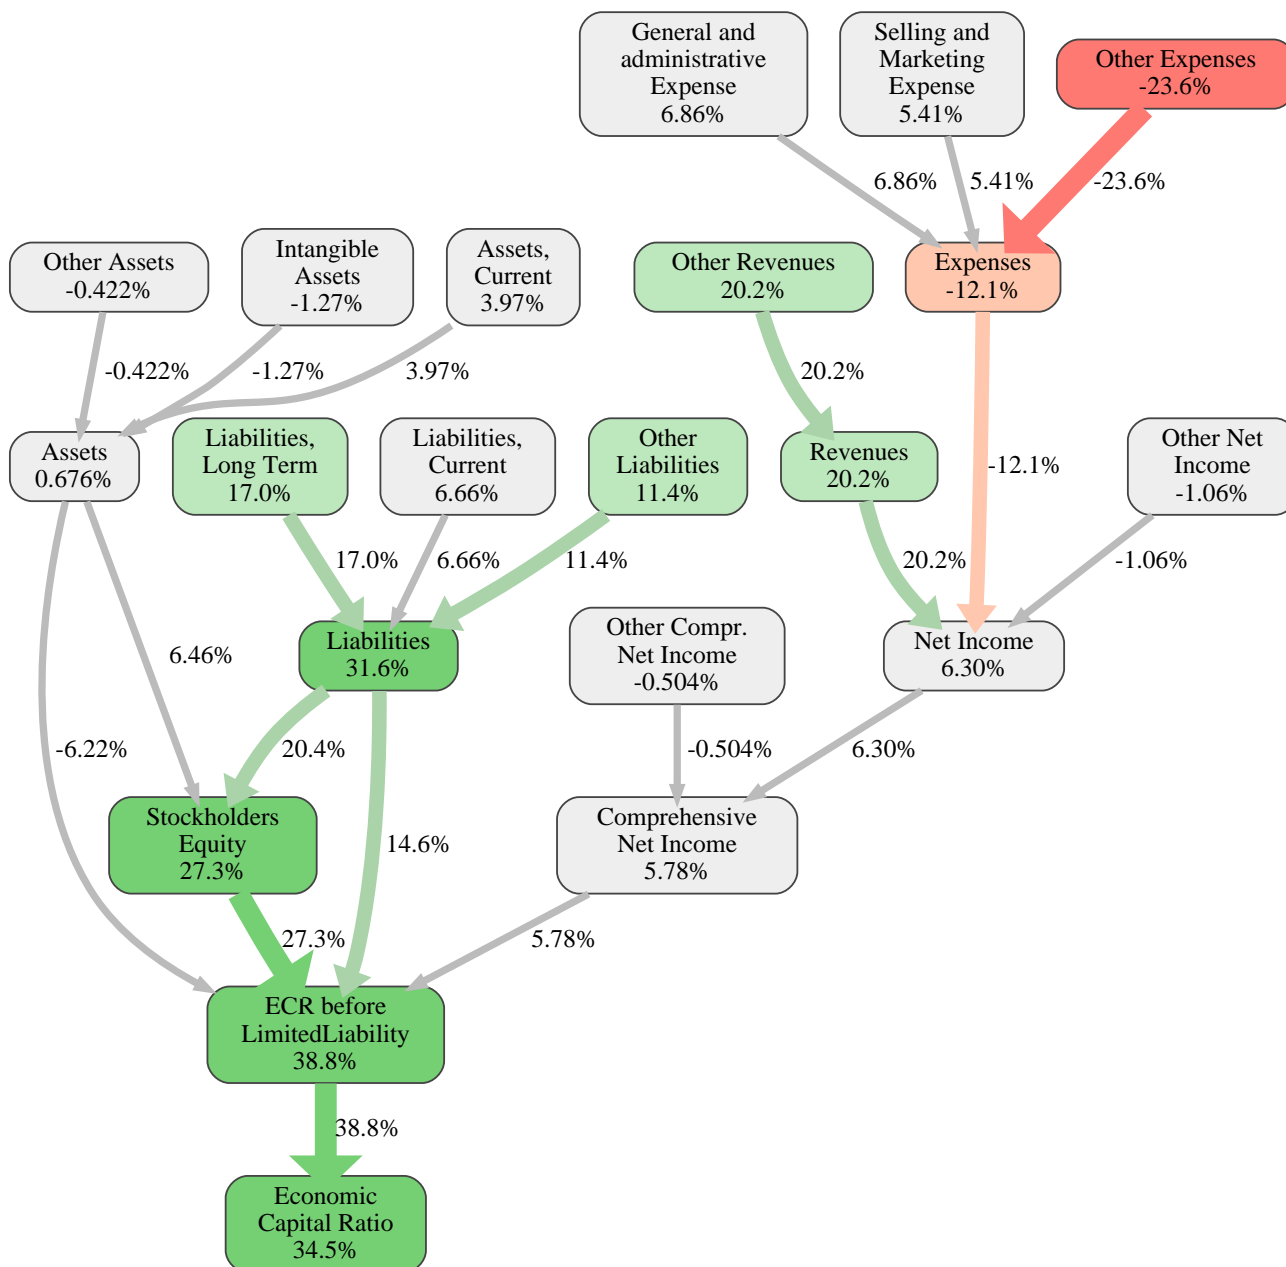 General and
administrative
Expense
6.86%
Selling and
Marketing
Expense
5.41%
Other Expenses
-23.6%
6.86%
5.41%
-23.6%
Other Assets
-0.422%
Intangible
Assets
-1.27%
Assets,
Current
3.97%
Other Revenues
20.2%
Expenses
-12.1%
-0.422%
-1.27%
3.97%
20.2%
Assets
0.676%
Liabilities,
Long Term
17.0%
Liabilities,
Current
6.66%
Other
Liabilities
11.4%
Revenues
20.2%
-12.1%
Other Net
Income
-1.06%
17.0%
6.66%
11.4%
20.2%
-1.06%
6.46%
Liabilities
31.6%
Other Compr.
Net Income
-0.504%
Net Income
6.30%
-6.22%
20.4%
-0.504%
6.30%
Stockholders
Equity
27.3%
14.6%
Comprehensive
Net Income
5.78%
27.3%
5.78%
ECR before
LimitedLiability
38.8%
38.8%
Economic
Capital Ratio
34.5%